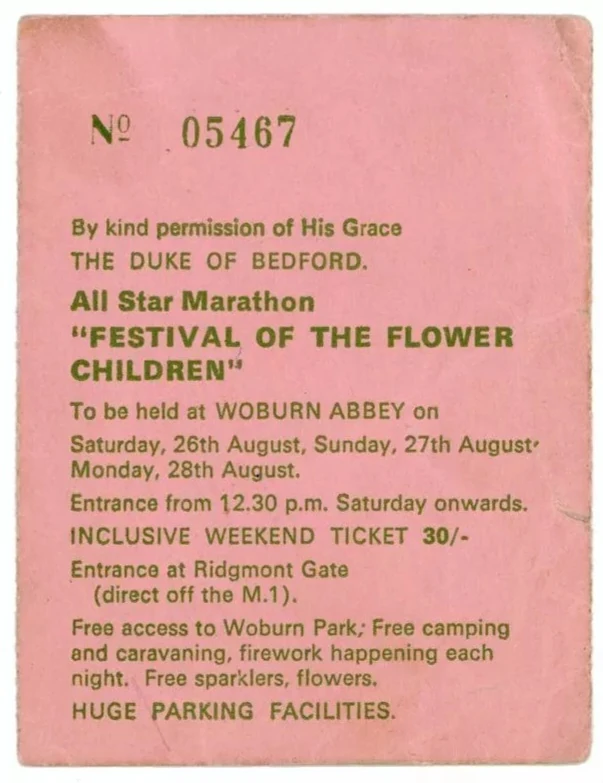 Nº 05467
By kind permission of His Grace
THE DUKE OF BEDFORD.
All Star Marathon
"FESTIVAL OF THE FLOWER
CHILDREN"
To be held at WOBURN ABBEY on
Saturday, 26th August, Sunday, 27th August,
Monday, 28th August.
Entrance from 12.30 p.m. Saturday onwards.
INCLUSIVE WEEKEND TICKET 30/-
Entrance at Ridgmont Gate
(direct off the M.1).
Free access to Woburn Park; Free camping
and caravaning, firework happening each
night. Free sparklers, flowers.
HUGE PARKING FACILITIES.